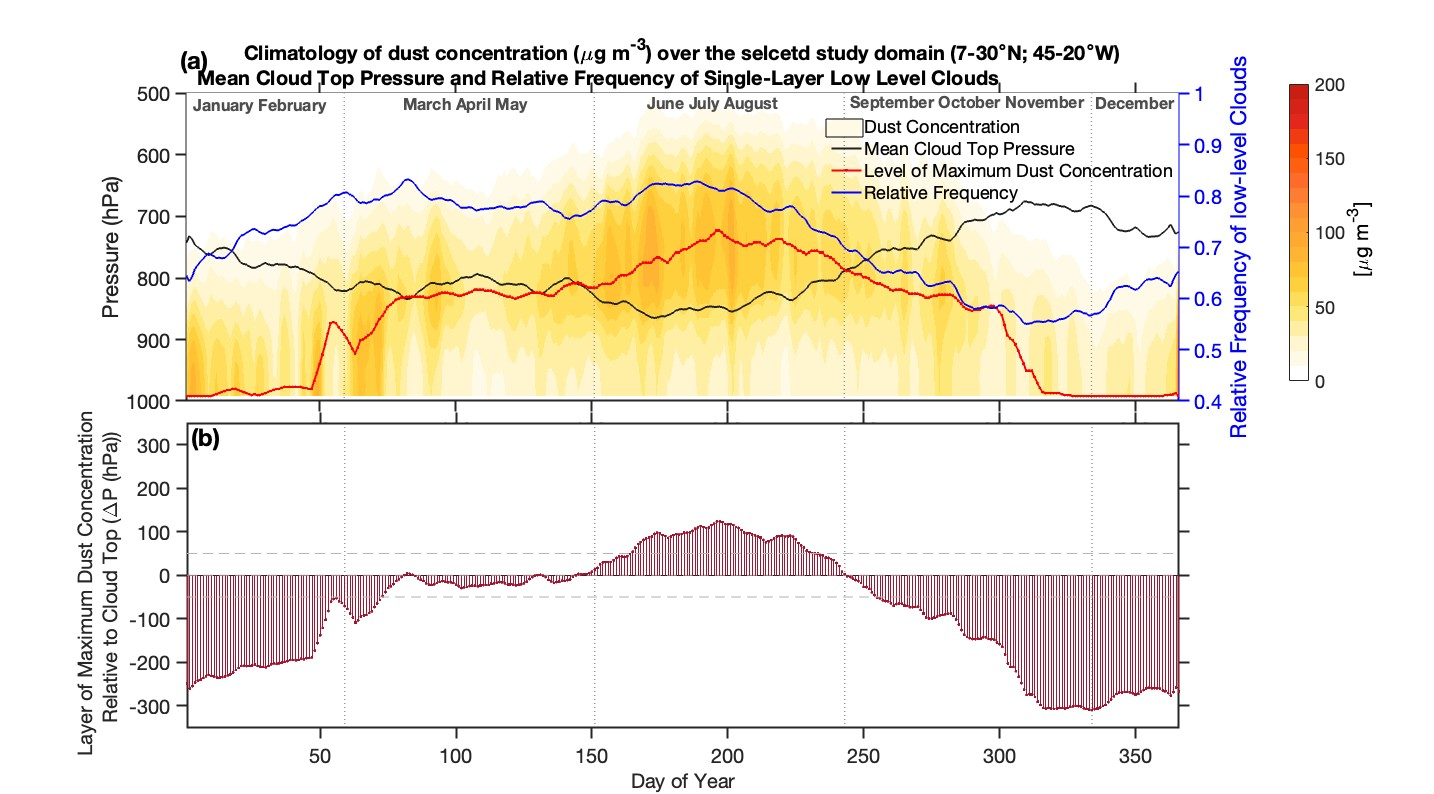 (a)
Climatology of dust concentration (μg m-3) over the selcetd study domain (7-30°N; 45-20°W)
Mean Cloud Top Pressure and Relative Frequency of Single-Layer Low Level Clouds
January February
March April May
June July August
September October November
December
Dust Concentration
Mean Cloud Top Pressure
Level of Maximum Dust Concentration
Relative Frequency
Pressure (hPa)
500
600
700
800
900
1000
1
0.9
0.8
0.7
0.6
0.5
0.4
Relative Frequency of low-level Clouds
200
150
100
50
0
[μg m-3]
(b)
Layer of Maximum Dust Concentration
Relative to Cloud Top (ΔP (hPa))
300
200
100
0
-100
-200
-300
50
100
150
200
250
300
350
Day of Year